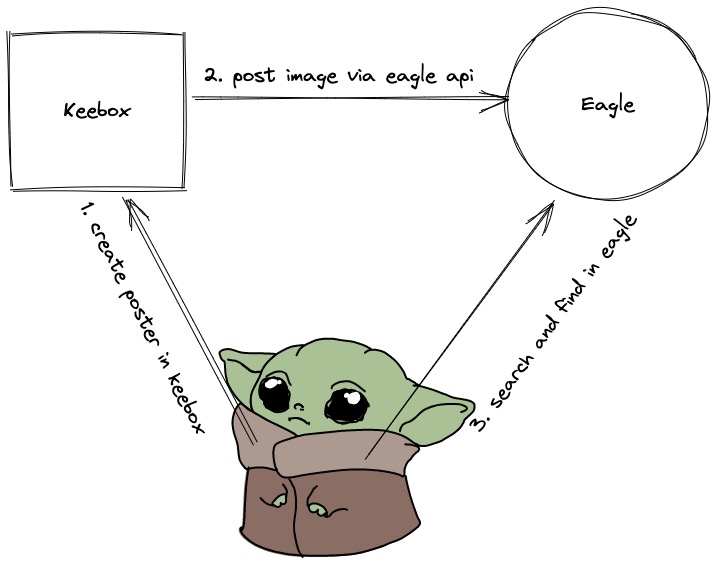 2. post image via eagle api
Keebox
Eagle
1. create poster in keebox
3. search and find in eagle